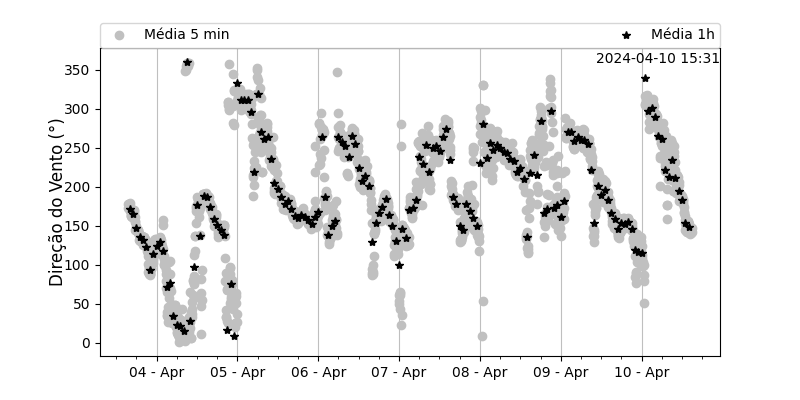 Média 5 min
Média 1h
2024-04-10 15:31
350
300
250
200
150
100
50
0
Direção do Vento (°)
04 - Apr
05 - Apr
06 - Apr
07 - Apr
08 - Apr
09 - Apr
10 - Apr